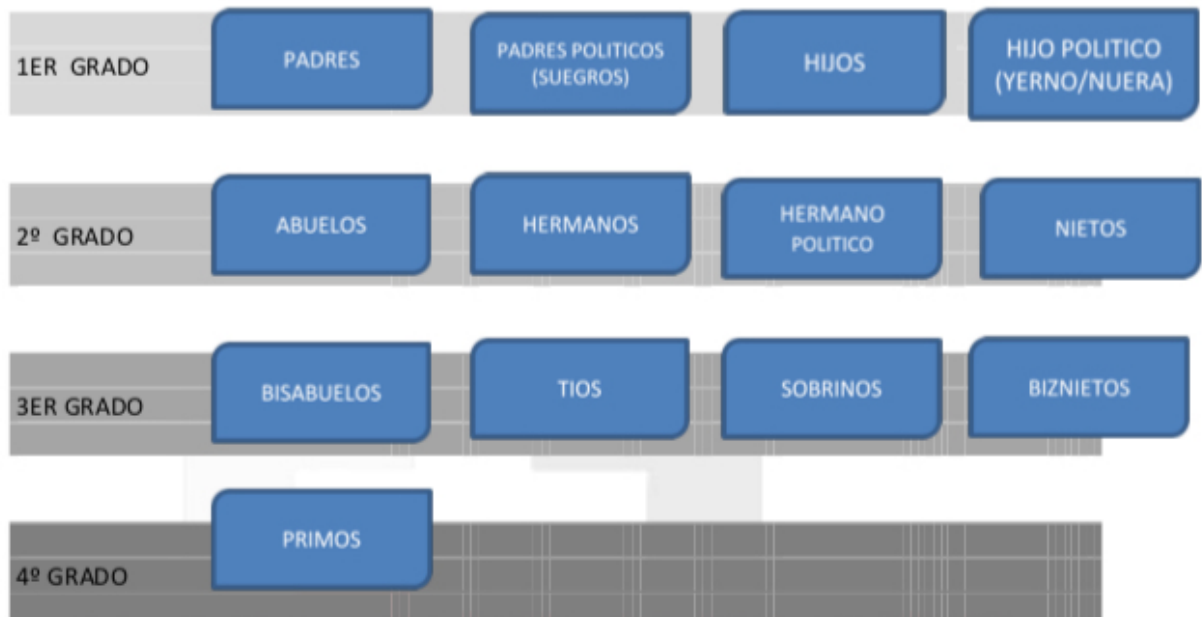 1ER GRADO
PADRES
PADRES POLITICOS
(SUEGROS)
HIJOS
HIJO POLITICO
(YERNO/NUERA)
2º GRADO
ABUELOS
HERMANOS
HERMANO
POLITICO
NIETOS
3ER GRADO
BISABUELOS
TIOS
SOBRINOS
BIZNIETOS
4º GRADO
PRIMOS